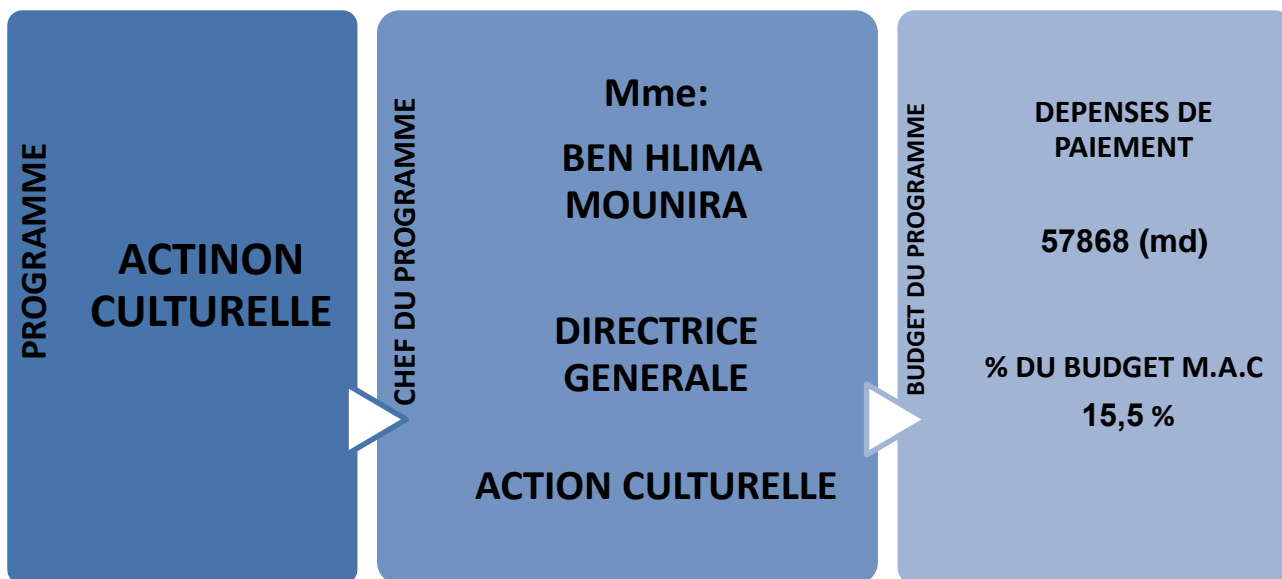 PROGRAMME
ACTINON
CULTURELLE
CHEF DU PROGRAMME
Mme:
BEN HLIMA
MOUNIRA
DIRECTRICE
GENERALE
ACTION CULTURELLE
BUDGET DU PROGRAMME
DEPENSES DE
PAIEMENT
57868 (md)
% DU BUDGET M.A.C
15,5 %